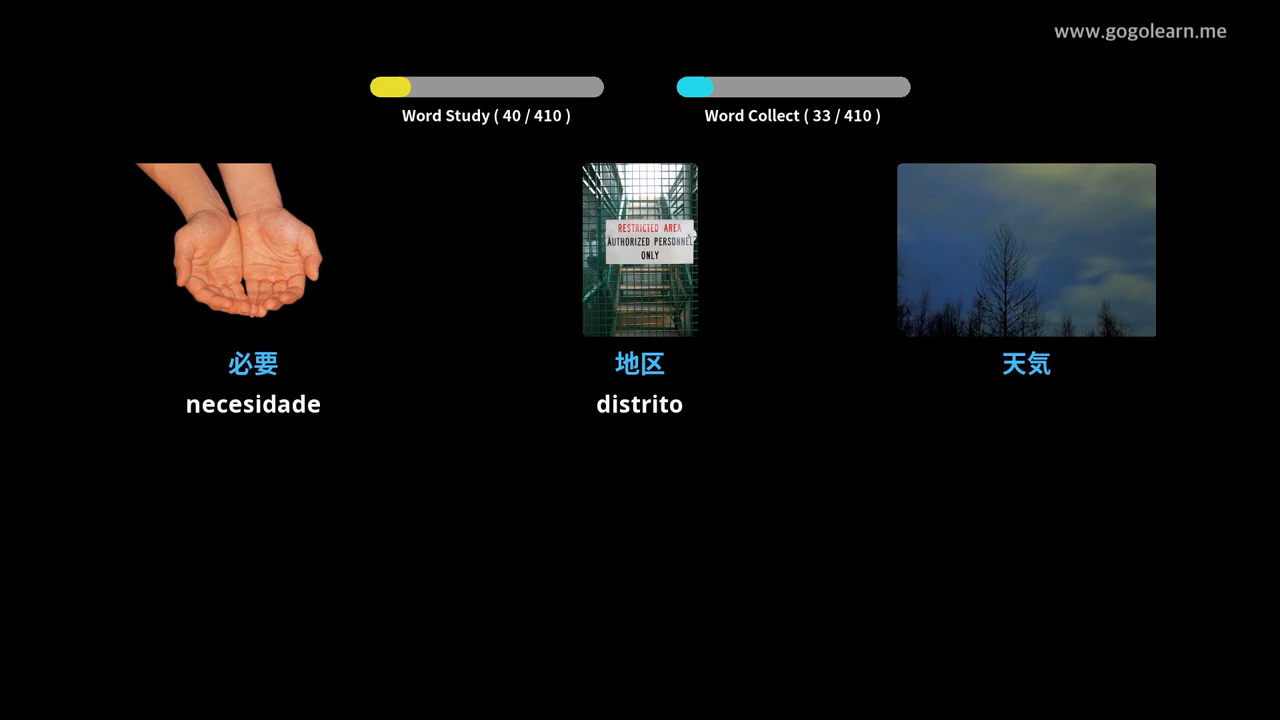 www.gogolearn.me
Word Study ( 40 / 410 )
Word Collect ( 33 / 410 )
RESTRICTED AREA
AUTHORIZED PERSONNEL
ONLY
必要
地区
天気
necesidade
distrito